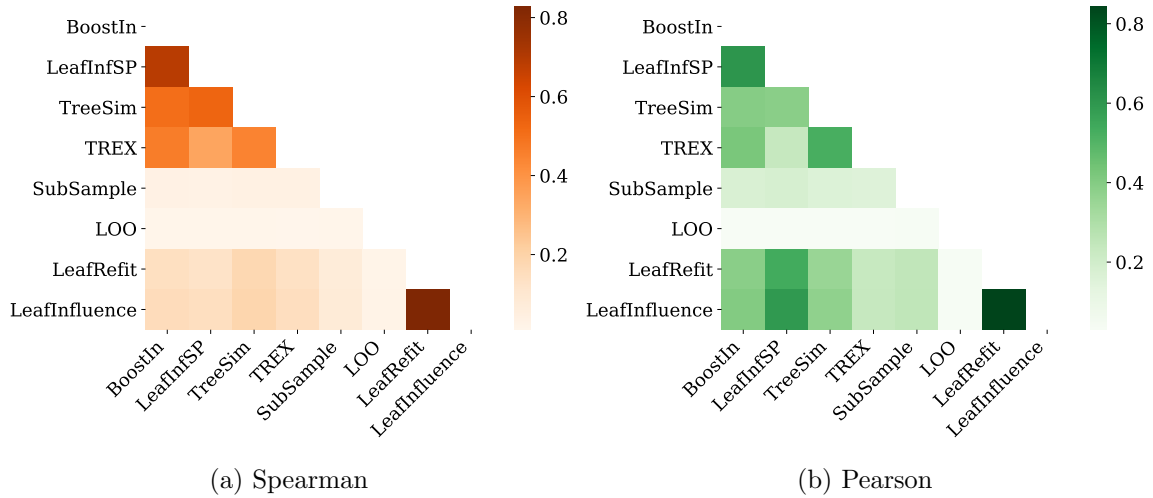 BoostIn
LeafInfSP
TreeSim
TREX
SubSample
LOO
LeafRefit
LeafInfluence
BoostIn
LeafInfSP
TreeSim
TREX
SubSample
LOO
LeafRefit
LeafInfluence
0.8
0.6
0.4
0.2
(a) Spearman
BoostIn
LeafInfSP
TreeSim
TREX
SubSample
LOO
LeafRefit
LeafInfluence
BoostIn
LeafInfSP
TreeSim
TREX
SubSample
LOO
LeafRefit
LeafInfluence
0.8
0.6
0.4
0.2
(b) Pearson